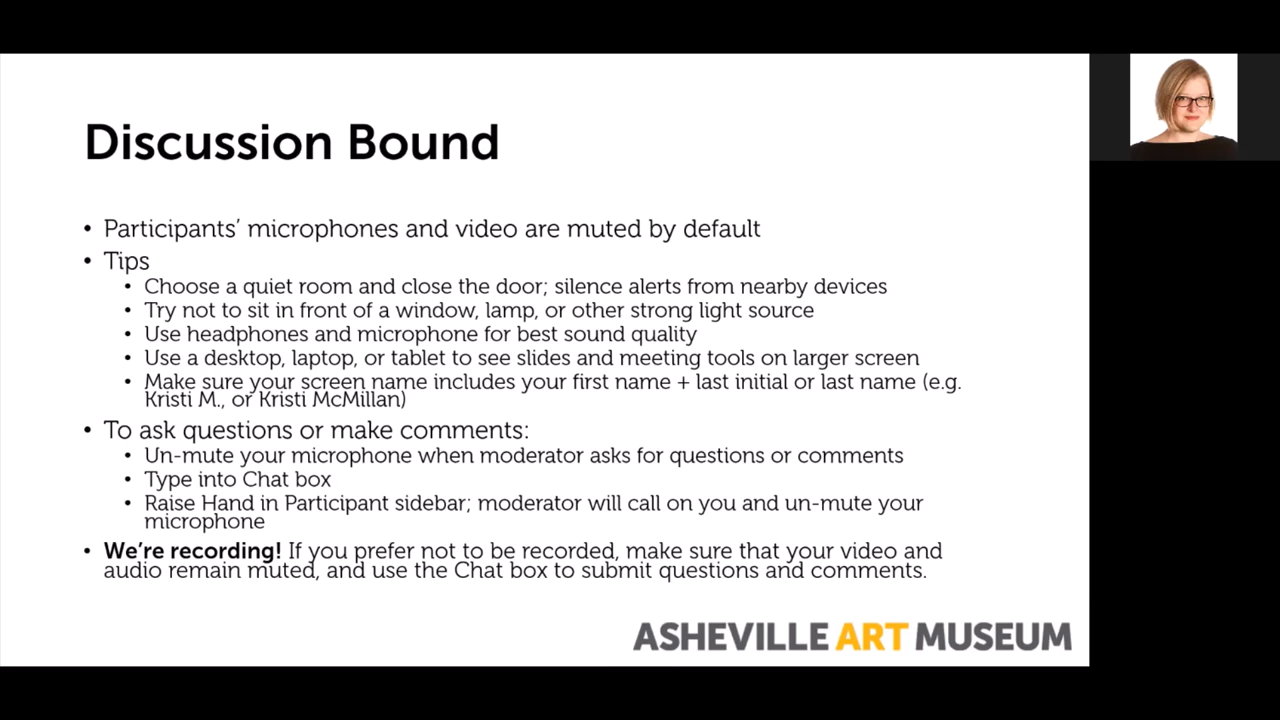 Discussion Bound
• Participants’ microphones and video are muted by default
• Tips
• Choose a quiet room and close the door; silence alerts from nearby devices
• Try not to sit in front of a window, lamp, or other strong light source
• Use headphones and microphone for best sound quality
• Use a desktop, laptop, or tablet to see slides and meeting tools on larger screen
• Make sure your screen name includes your first name + last initial or last name (e.g.
Kristi M., or Kristi McMillan)
• To ask questions or make comments:
• Un-mute your microphone when moderator asks for questions or comments
• Type into Chat box
• Raise Hand in Participant sidebar; moderator will call on you and un-mute your
microphone
• We’re recording! If you prefer not to be recorded, make sure that your video and
audio remain muted, and use the Chat box to submit questions and comments.
ASHEVILLE ART MUSEUM